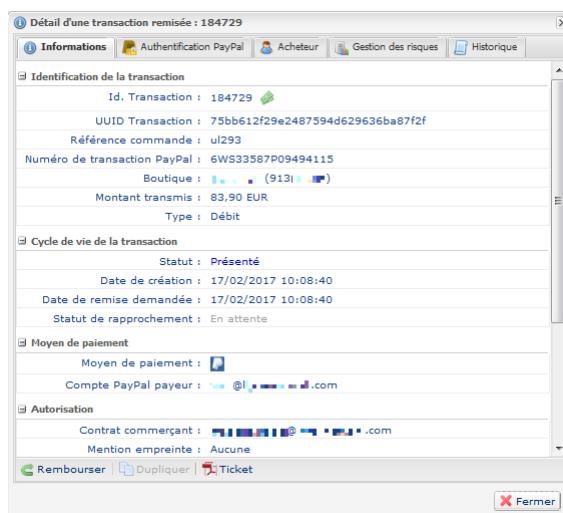 Détail d'une transaction remisée : 184729
Informations Authentification PayPal Acheteur Gestion des risques Historique
Identification de la transaction
Id. Transaction : 184729
UUID Transaction : 75bb612f29e2487594d629636ba87f2f
Référence commande : ul293
Numéro de transaction PayPal : 6WS33587P09494115
Boutique : (913 )
Montant transmis : 83,90 EUR
Type : Débit
Cycle de vie de la transaction
Statut : Présenté
Date de création : 17/02/2017 10:08:40
Date de remise demandée : 17/02/2017 10:08:40
Statut de rapprochement : En attente
Moyen de paiement
Moyen de paiement :
Compte PayPal payeur : @ .com
Autorisation
Contrat commerçant : @ .com
Mention empreinte : Aucune
Rembourser Dupliquer Ticket
Fermer